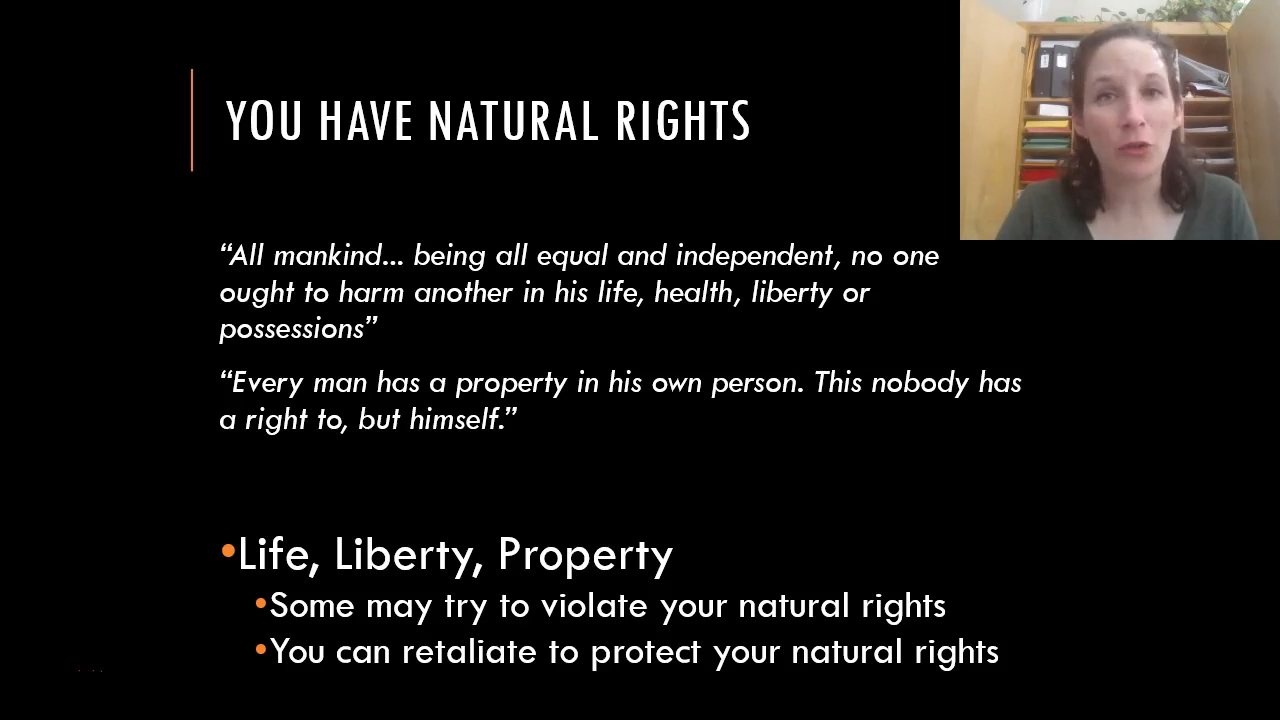 YOU HAVE NATURAL RIGHTS
“All mankind... being all equal and independent, no one
ought to harm another in his life, health, liberty or
possessions”
“Every man has a property in his own person. This nobody has
a right to, but himself.”
•Life, Liberty, Property
•Some may try to violate your natural rights
•You can retaliate to protect your natural rights